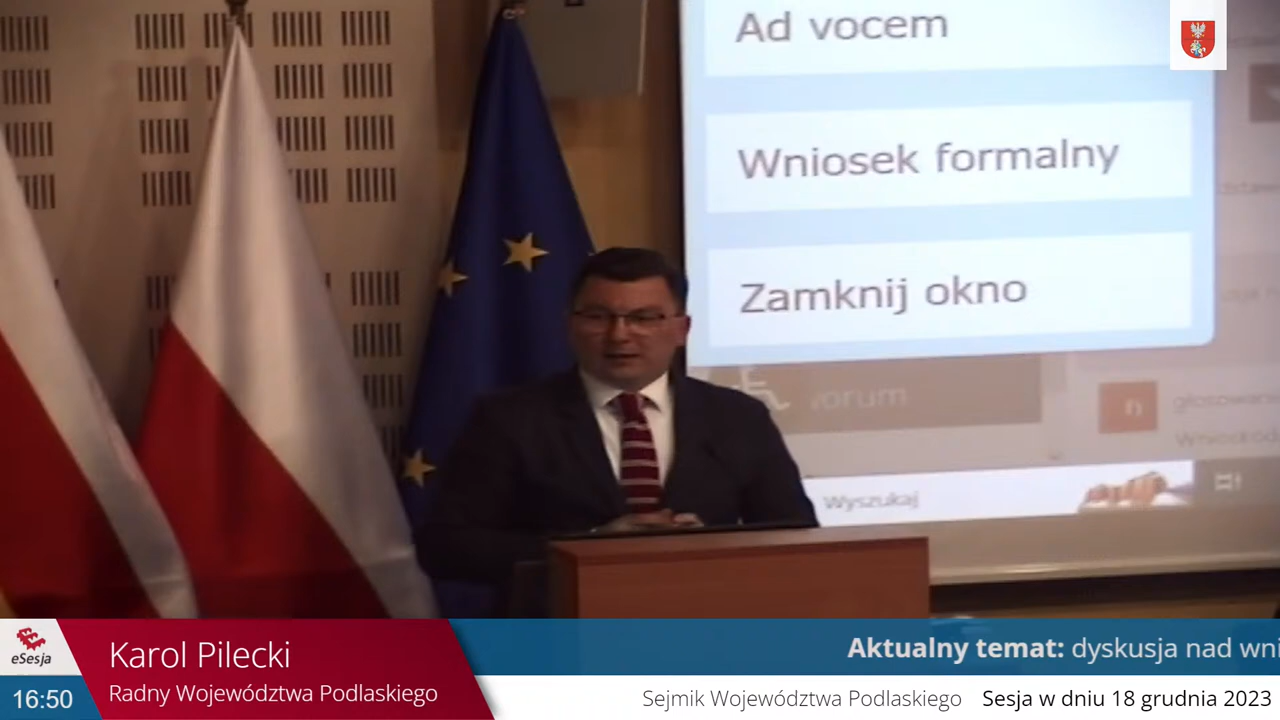 Ad vocem
Wniosek formalny
Zamknij okno
Wyszukaj
eSesja
Karol Pilecki
Radny Województwa Podlaskiego
16:50
Aktualny temat: dyskusja nad wni
Sejmik Województwa Podlaskiego Sesja w dniu 18 grudnia 2023